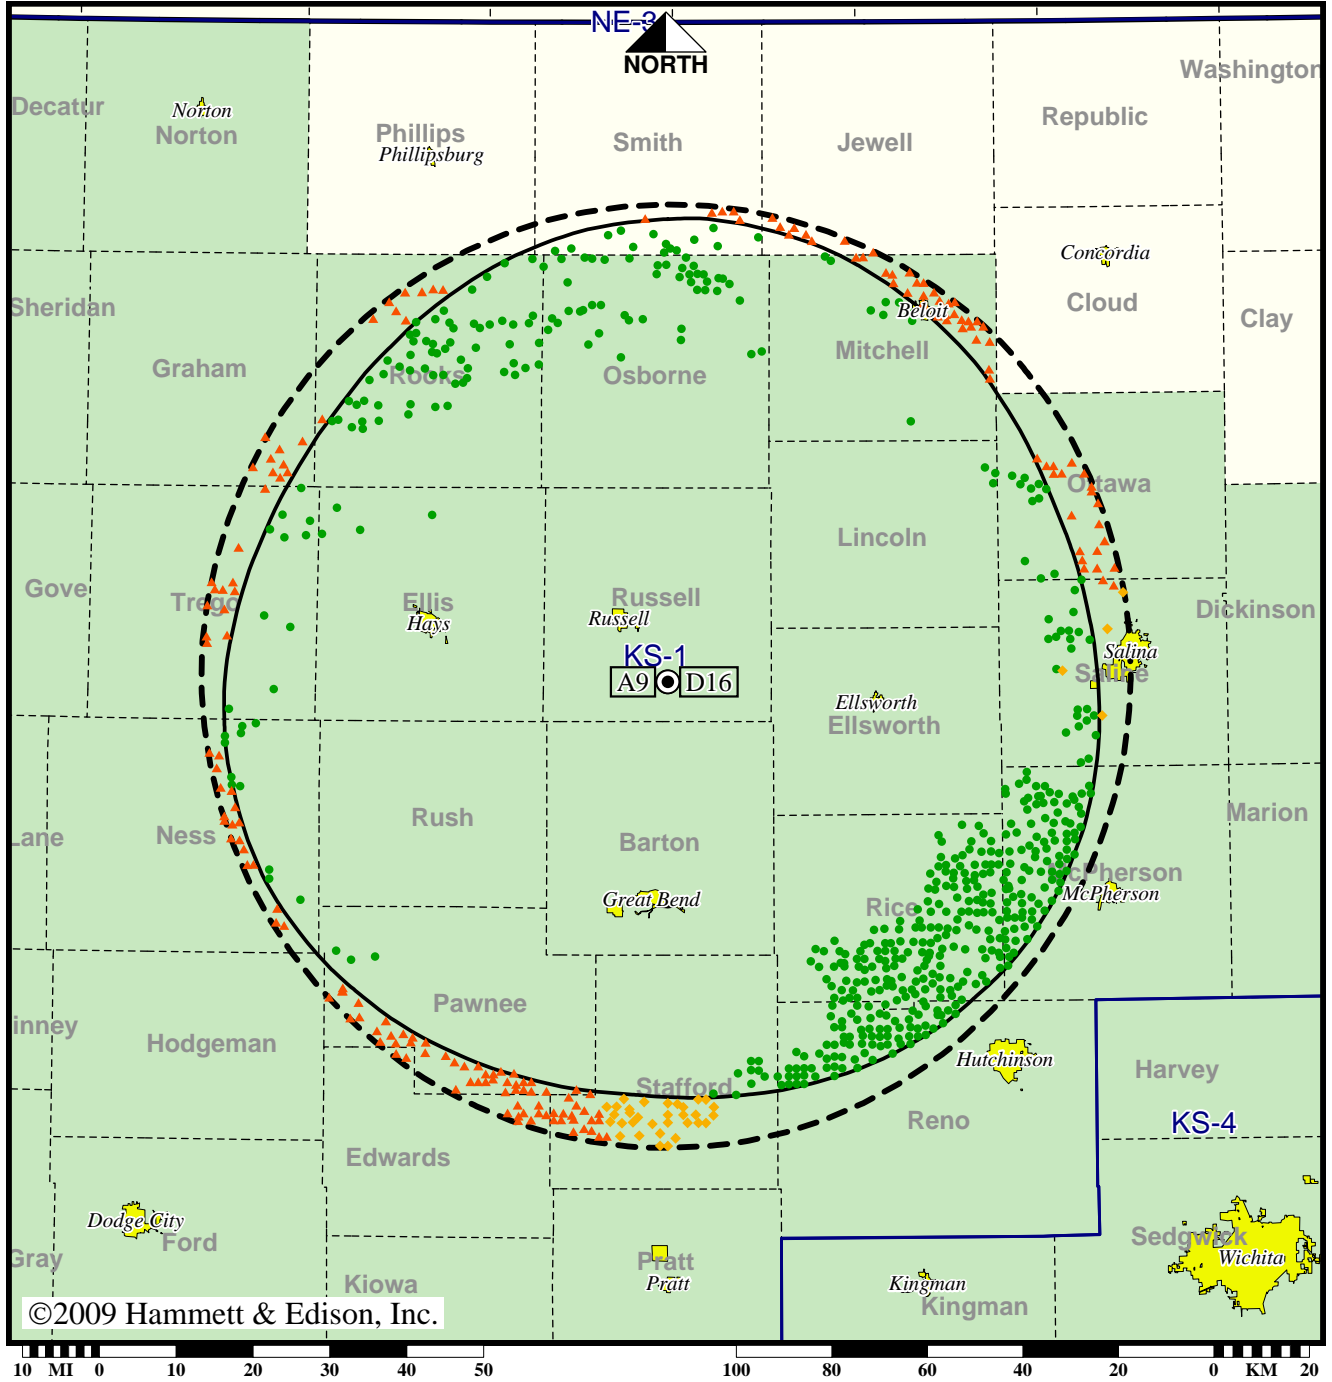 NE-3
NORTH
Washington
Decatur
Norton
Norton
Phillips
Phillipsburg
Smith
Jewell
Republic
Concordia
Cloud
Clay
Sheridan
Graham
Rooks
Osborne
Mitchell
Beloit
Ottawa
Lincoln
Gove
Trego
Ellis
Hays
Russell
Russell
KS-1
A9 D16
Dickinson
Salina
Saline
Ellsworth
Ellsworth
Lane
Ness
Rush
Barton
Great Bend
Rice
McPherson
McPherson
Marion
Pawnee
inney
Hodgeman
Stafford
Hutchinson
Harvey
Reno
KS-4
Edwards
Dodge City
Ford
Gray
Kiowa
Pratt
Pratt
Kingman
Kingman
Sedgwick
Wichita
©2009 Hammett & Edison, Inc.
10 MI 0 10 20 30 40 50 100 80 60 40 20 0 KM 20